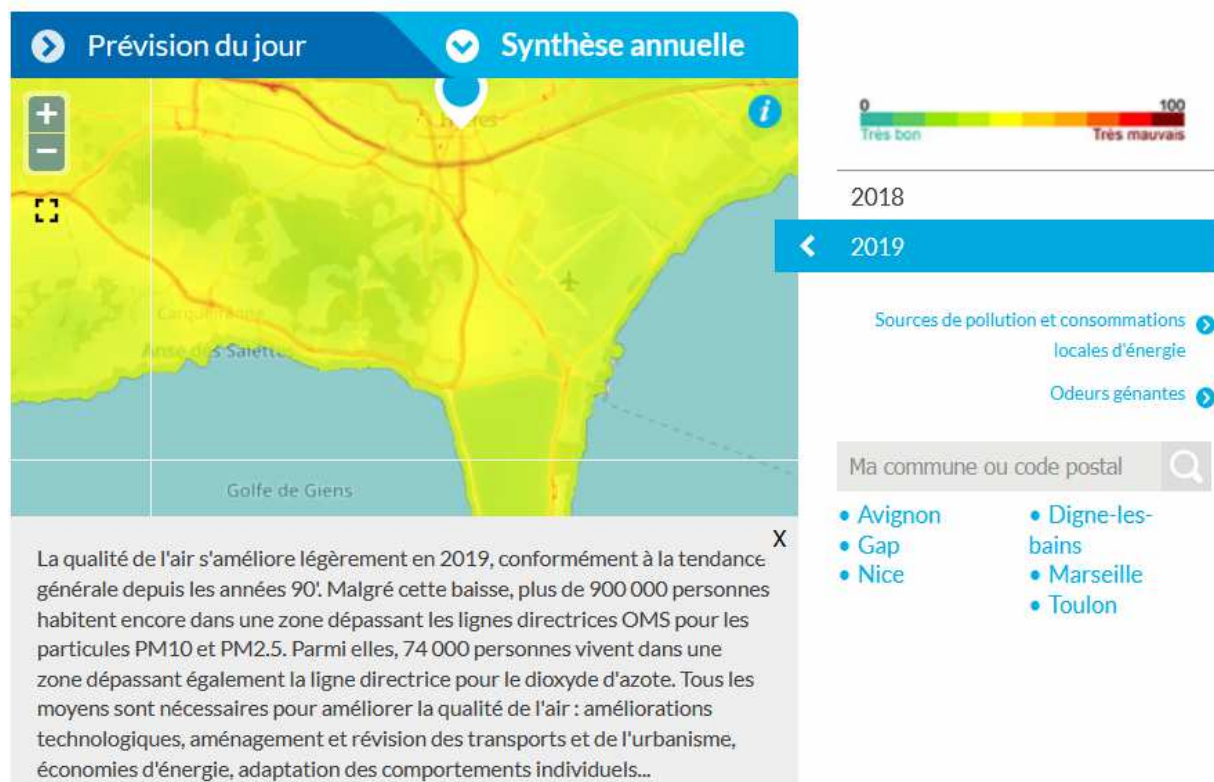 Prévision du jour
Synthèse annuelle
+
−
i
Carqueiranne
Anse des Salettes
Golfe de Giens
0 100
Très bon Très mauvais
2018
2019
Sources de pollution et consommations
locales d'énergie
Odeurs génantes
Ma commune ou code postal
• Avignon
• Gap
• Nice
• Digne-les-
bains
• Marseille
• Toulon
X
La qualité de l'air s'améliore légèrement en 2019, conformément à la tendance
générale depuis les années 90'. Malgré cette baisse, plus de 900 000 personnes
habitent encore dans une zone dépassant les lignes directrices OMS pour les
particules PM10 et PM2.5. Parmi elles, 74 000 personnes vivent dans une
zone dépassant également la ligne directrice pour le dioxyde d'azote. Tous les
moyens sont nécessaires pour améliorer la qualité de l'air : améliorations
technologiques, aménagement et révision des transports et de l'urbanisme,
économies d'énergie, adaptation des comportements individuels...